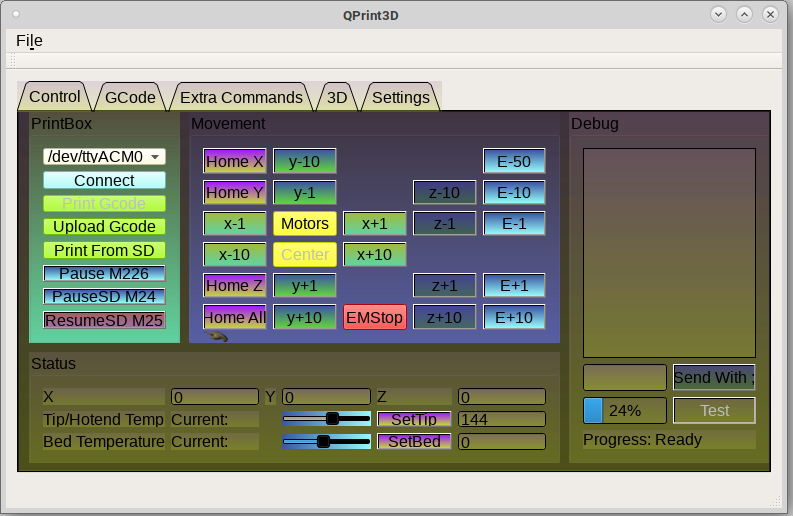 QPrint3D
File
Control GCode Extra Commands 3D Settings
PrintBox Movement Debug
/dev/ttyACM0 Home X y-10 E-50
Connect Home Y y-1 z-10 E-10
Print Gcode
Upload Gcode x-1 Motors x+1 z-1 E-1
Print From SD x-10 Center x+10
Pause M226 Home Z y+1 z+1 E+1
PauseSD M24
ResumeSD M25 Home All y+10 EMStop z+10 E+10
Status
X 0 Y 0 Z 0
Tip/Hotend Temp Current: SetTip 144
Bed Temperature Current: SetBed 0
Send With ;
24% Test
Progress: Ready